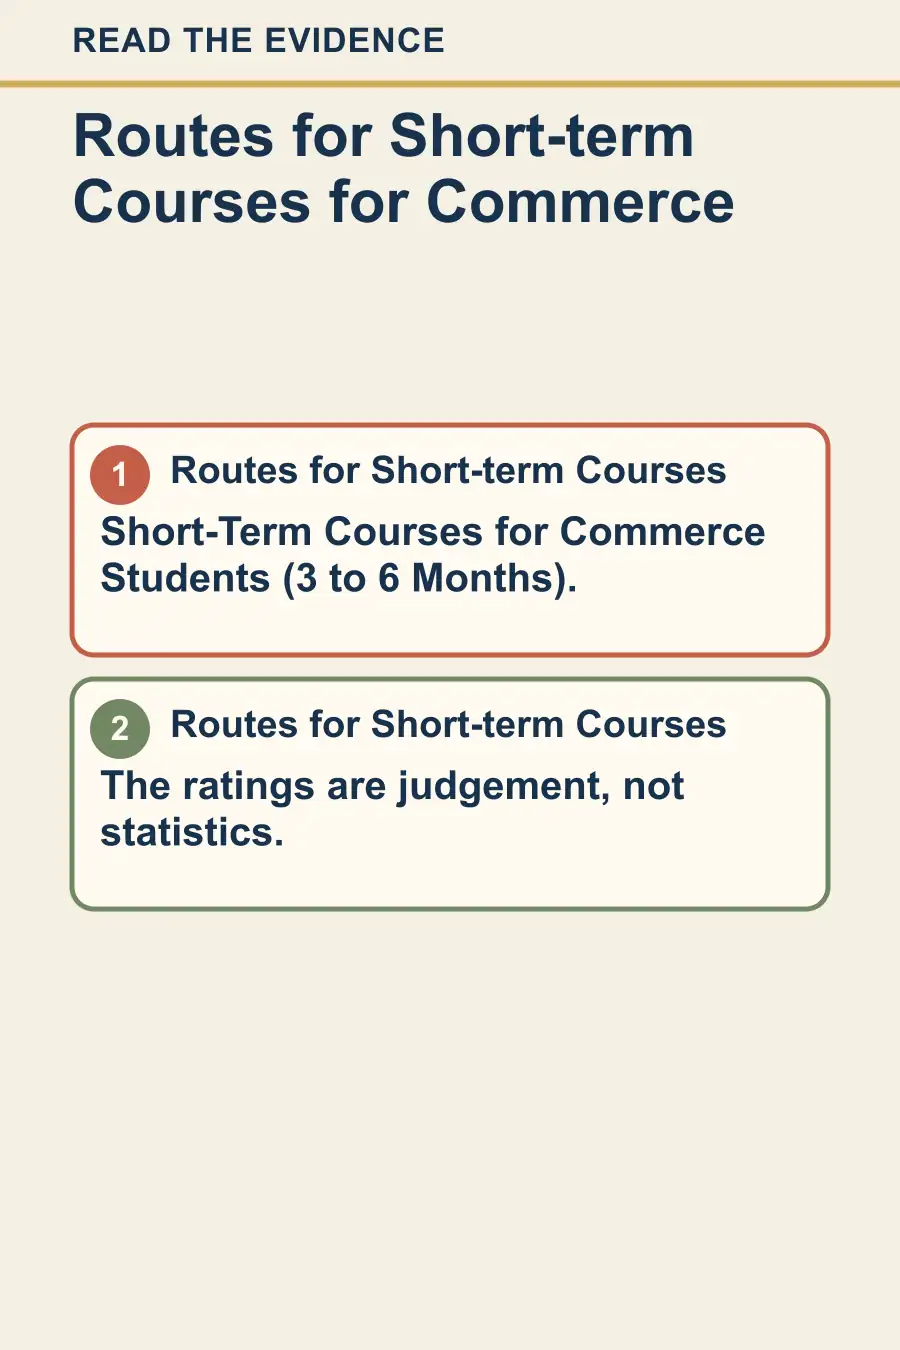 READ THE EVIDENCE
Routes for Short-term
Courses for Commerce
1 Routes for Short-term Courses
Short-Term Courses for Commerce
Students (3 to 6 Months).
2 Routes for Short-term Courses
The ratings are judgement, not
statistics.